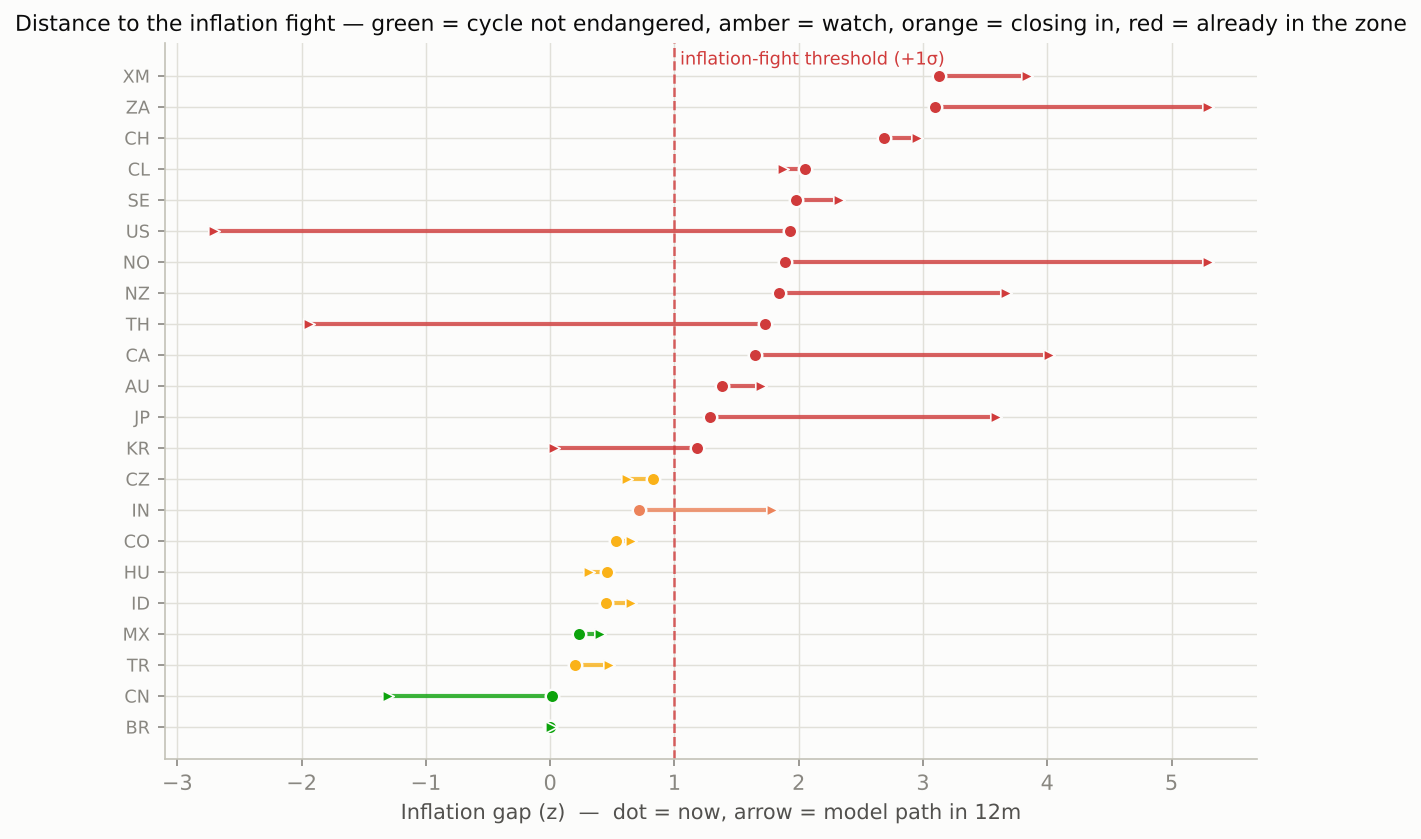 Distance to the inflation fight — green = cycle not endangered, amber = watch, orange = closing in, red = already in the zone
inflation-fight threshold (+1σ)
XM
ZA
CH
CL
SE
US
NO
NZ
TH
CA
AU
JP
KR
CZ
IN
CO
HU
ID
MX
TR
CN
BR
−3 −2 −1 0 1 2 3 4 5
Inflation gap (z) — dot = now, arrow = model path in 12m